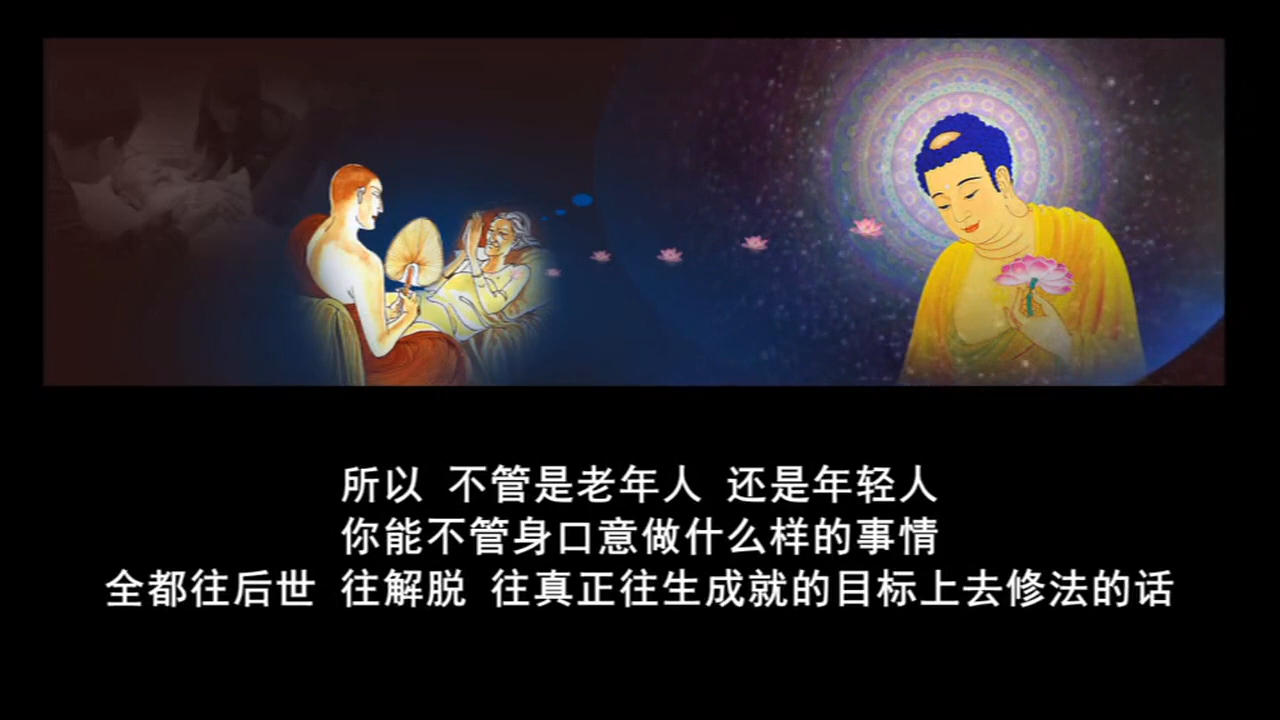 所以 不管是老年人 还是年轻人
你能不管身口意做什么样的事情
全都往后世 往解脱 往真正往生成就的目标上去修法的话